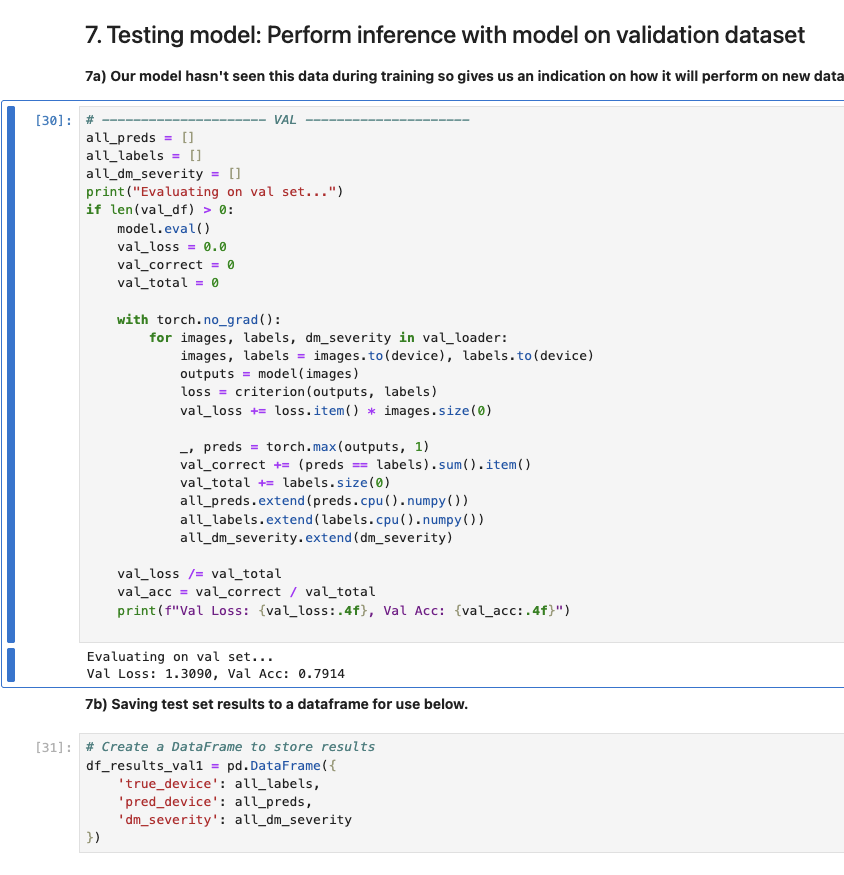 7. Testing model: Perform inference with model on validation dataset
7a) Our model hasn't seen this data during training so gives us an indication on how it will perform on new data
[30]:
# --------------------- VAL ---------------------
all_preds = []
all_labels = []
all_dm_severity = []
print("Evaluating on val set...")
if len(val_df) > 0:
    model.eval()
    val_loss = 0.0
    val_correct = 0
    val_total = 0

    with torch.no_grad():
        for images, labels, dm_severity in val_loader:
            images, labels = images.to(device), labels.to(device)
            outputs = model(images)
            loss = criterion(outputs, labels)
            val_loss += loss.item() * images.size(0)

            _, preds = torch.max(outputs, 1)
            val_correct += (preds == labels).sum().item()
            val_total += labels.size(0)
            all_preds.extend(preds.cpu().numpy())
            all_labels.extend(labels.cpu().numpy())
            all_dm_severity.extend(dm_severity)

    val_loss /= val_total
    val_acc = val_correct / val_total
    print(f"Val Loss: {val_loss:.4f}, Val Acc: {val_acc:.4f}")
Evaluating on val set...
Val Loss: 1.3090, Val Acc: 0.7914
7b) Saving test set results to a dataframe for use below.
[31]:
# Create a DataFrame to store results
df_results_val1 = pd.DataFrame({
    'true_device': all_labels,
    'pred_device': all_preds,
    'dm_severity': all_dm_severity
})